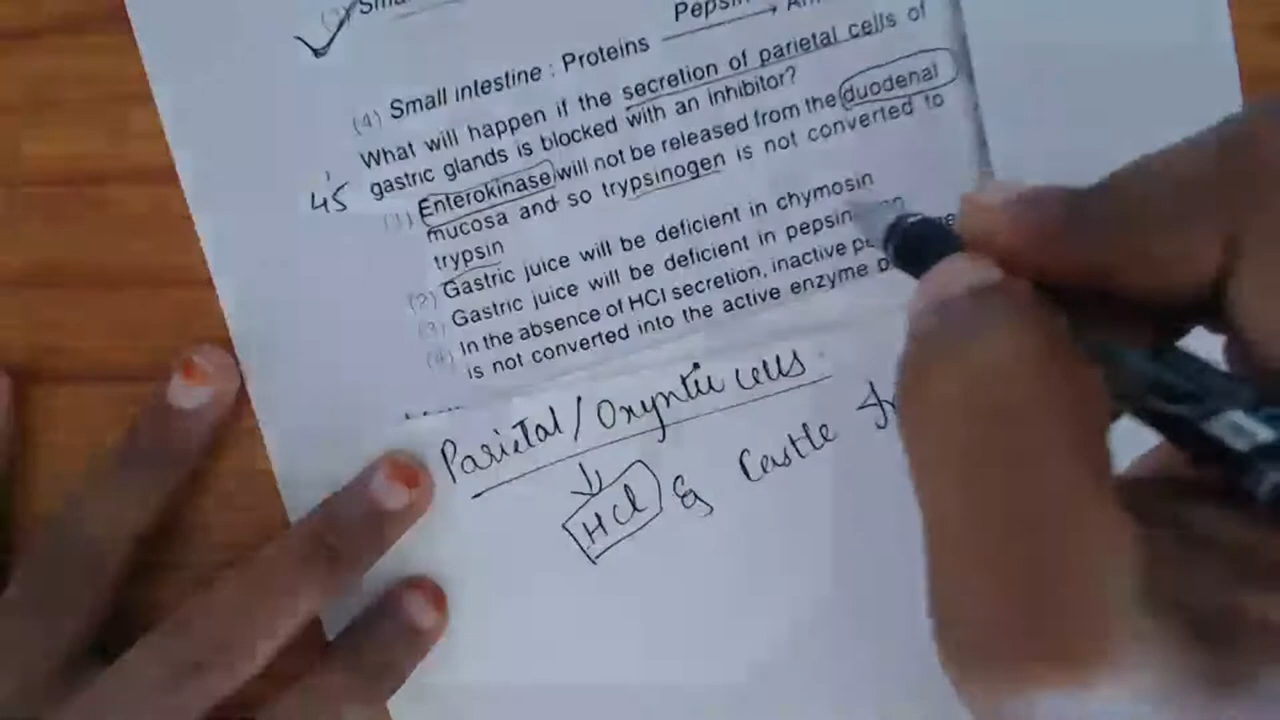 (4) Small intestine : Proteins
What will happen if the secretion of parietal cells of
gastric glands is blocked with an inhibitor?
45
(1) Enterokinase will not be released from the duodenal
mucosa and so trypsinogen is not converted to
trypsin
(2) Gastric juice will be deficient in chymosin
(3) Gastric juice will be deficient in pepsin
(4) In the absence of HCl secretion, inactive
is not converted into the active enzyme
Parietal / Oxyntic cells
HCl & Castle